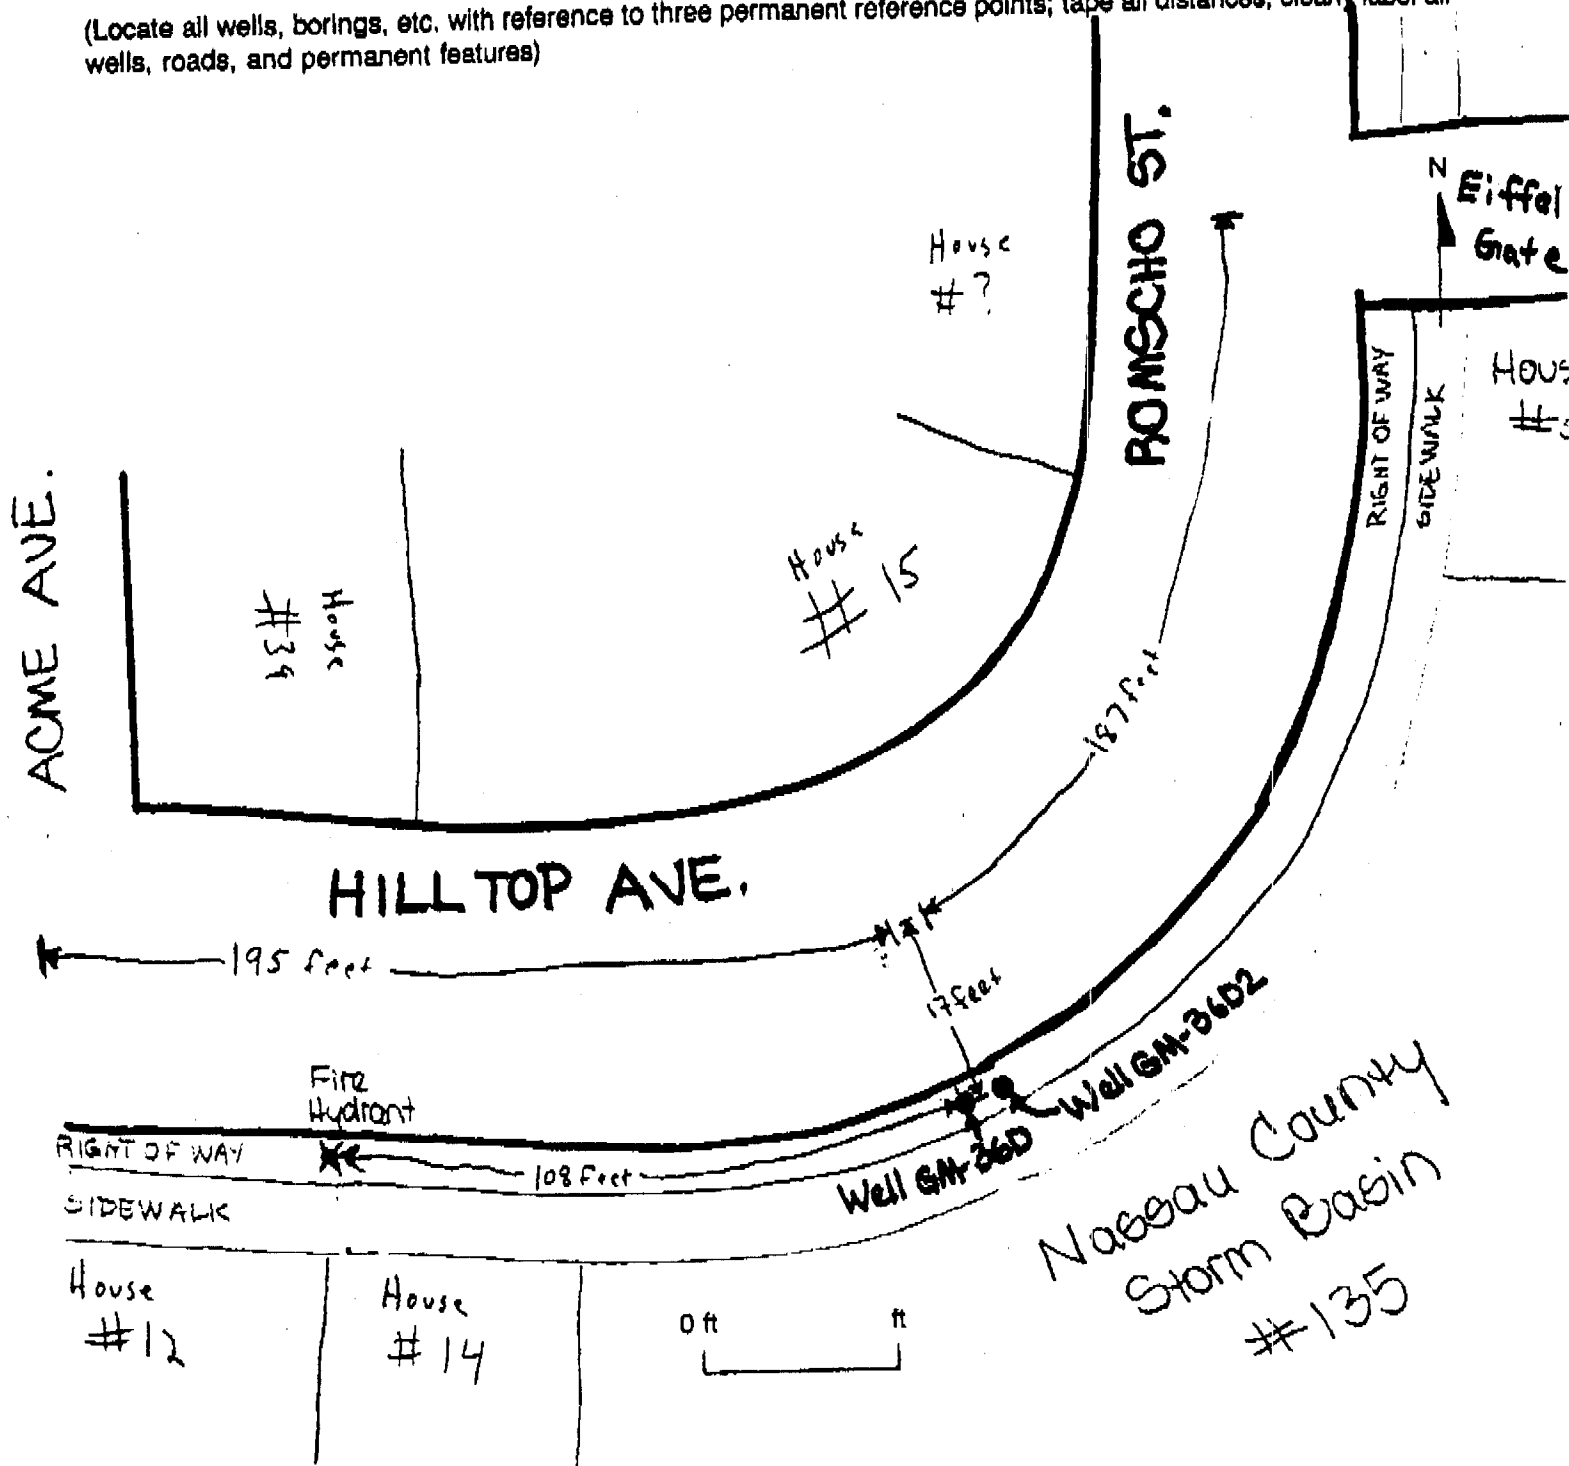 (Locate all wells, borings, etc. with reference to three permanent reference points; tape all distances; clearly label all
wells, roads, and permanent features)
ROMSCHO ST.
N
Eiffel
Gate
House
# ?
RIGHT OF WAY
SIDEWALK
ACME AVE.
House
#39
House
# 15
187 feet
HILLTOP AVE.
195 feet
17 feet
Well GM-36D2
Fire
Hydrant
RIGHT OF WAY
108 Feet
Well GM-36D
SIDEWALK
Nassau County
Storm Basin
#135
House
#12
House
# 14
0 ft
ft